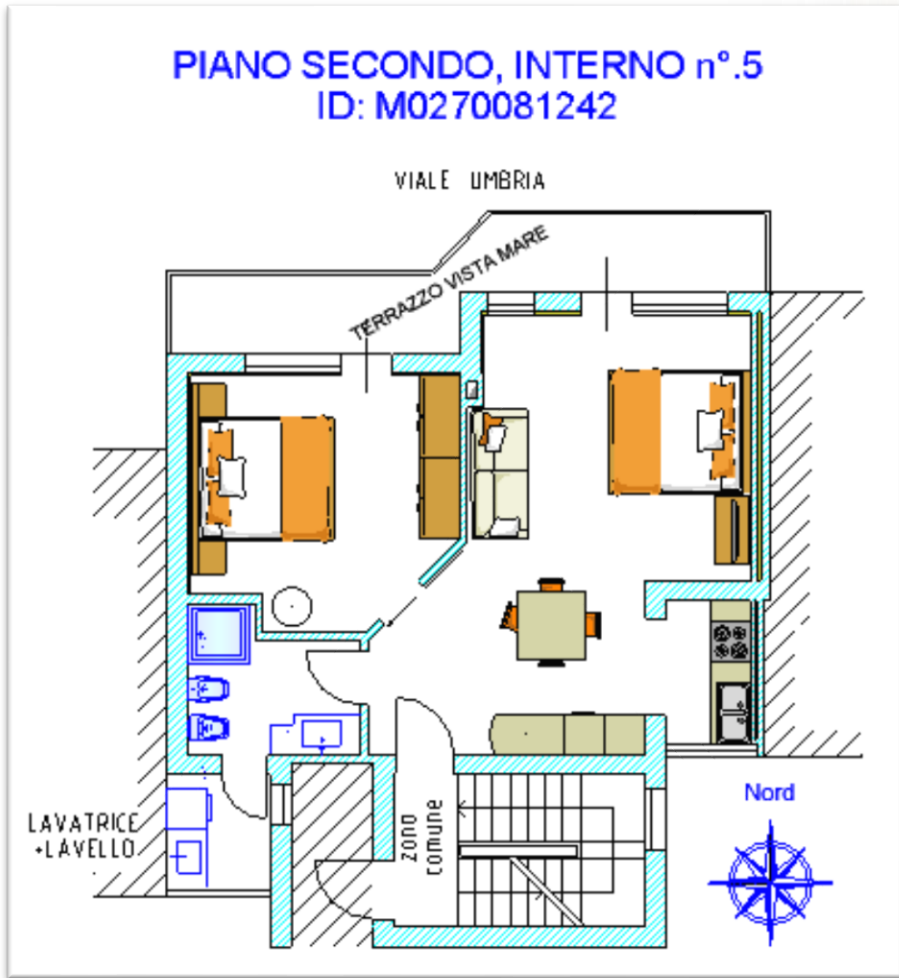 PIANO SECONDO, INTERNO n°.5
ID: M0270081242
VIALE UMBRIA
TERRAZZO VISTA MARE
LAVATRICE
+LAVELLO
zona
comune
Nord